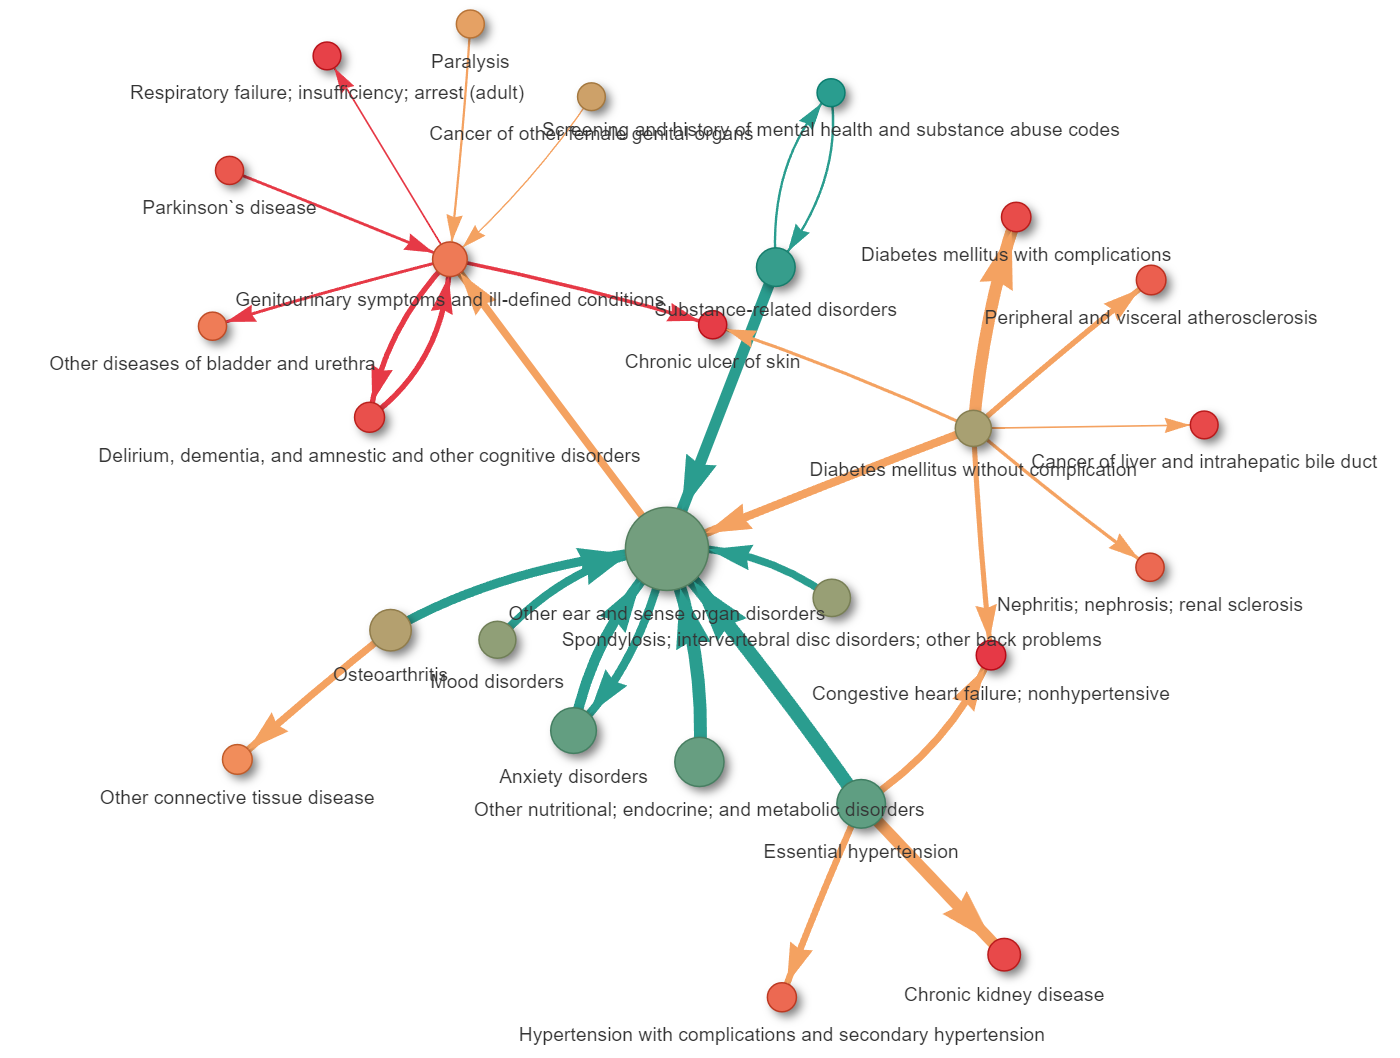 Paralysis
Respiratory failure; insufficiency; arrest (adult)
Cancer of other female genital organs
Screening and history of mental health and substance abuse codes
Parkinson`s disease
Diabetes mellitus with complications
Genitourinary symptoms and ill-defined conditions
Substance-related disorders
Peripheral and visceral atherosclerosis
Other diseases of bladder and urethra
Chronic ulcer of skin
Delirium, dementia, and amnestic and other cognitive disorders
Diabetes mellitus without complication
Cancer of liver and intrahepatic bile duct
Nephritis; nephrosis; renal sclerosis
Other ear and sense organ disorders
Spondylosis; intervertebral disc disorders; other back problems
Osteoarthritis
Mood disorders
Congestive heart failure; nonhypertensive
Anxiety disorders
Other connective tissue disease
Other nutritional; endocrine; and metabolic disorders
Essential hypertension
Chronic kidney disease
Hypertension with complications and secondary hypertension